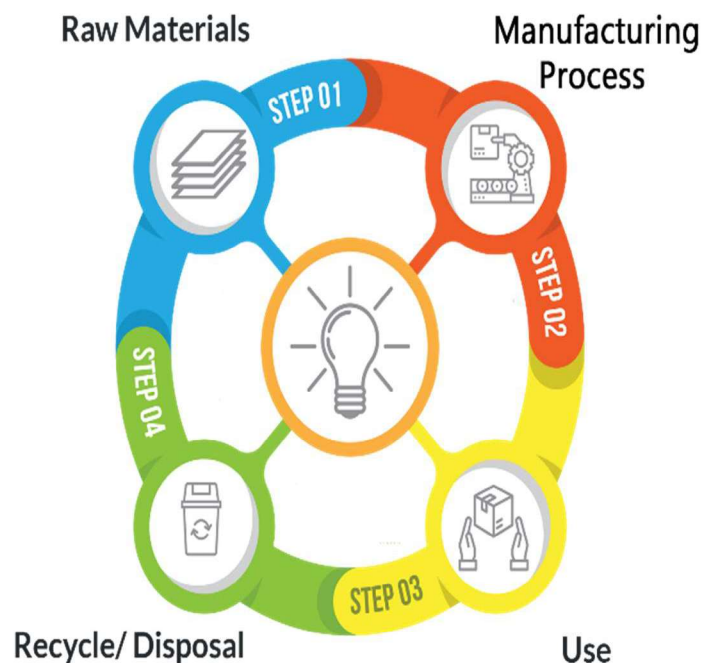 Raw Materials
Manufacturing
Process
STEP 01
STEP 02
STEP 04
STEP 03
Recycle/ Disposal
Use